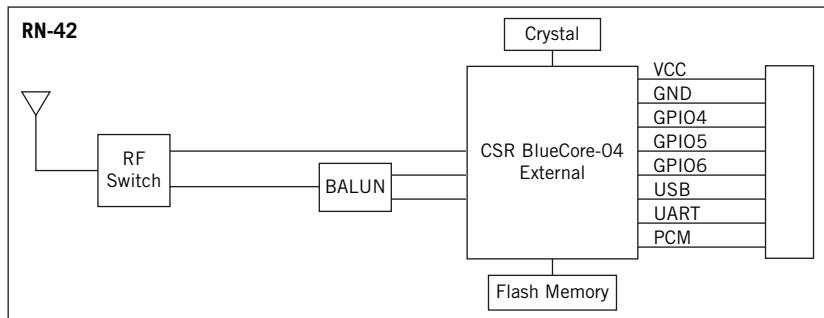 RN-42
Crystal
VCC
GND
GPIO4
GPIO5
GPIO6
USB
UART
PCM
CSR BlueCore-04
External
RF
Switch
BALUN
Flash Memory